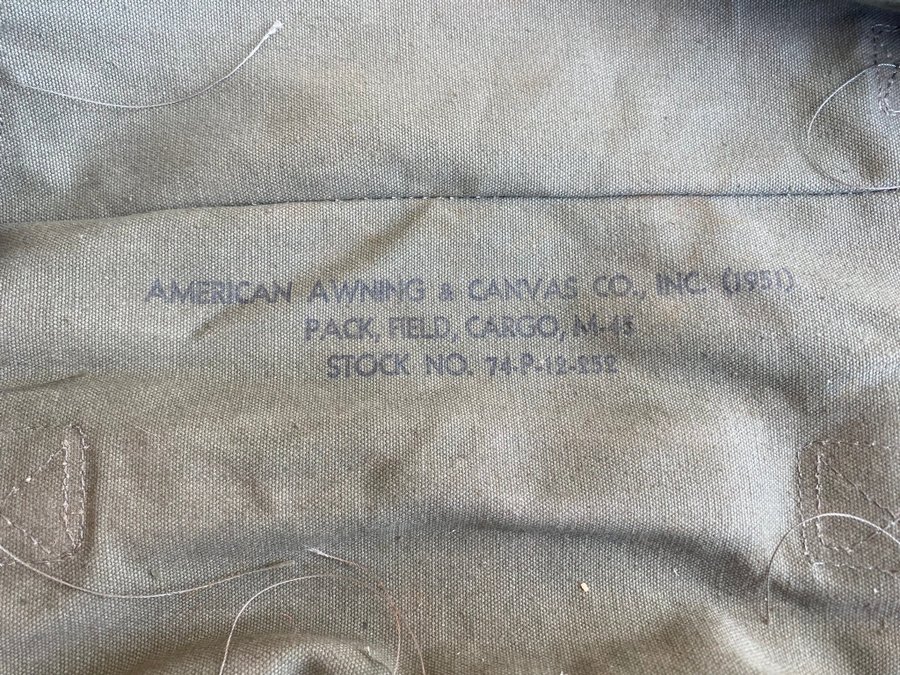 AMERICAN AWNING & CANVAS CO., INC. (1951)
PACK, FIELD, CARGO, M-45
STOCK NO. 74-P-12-252